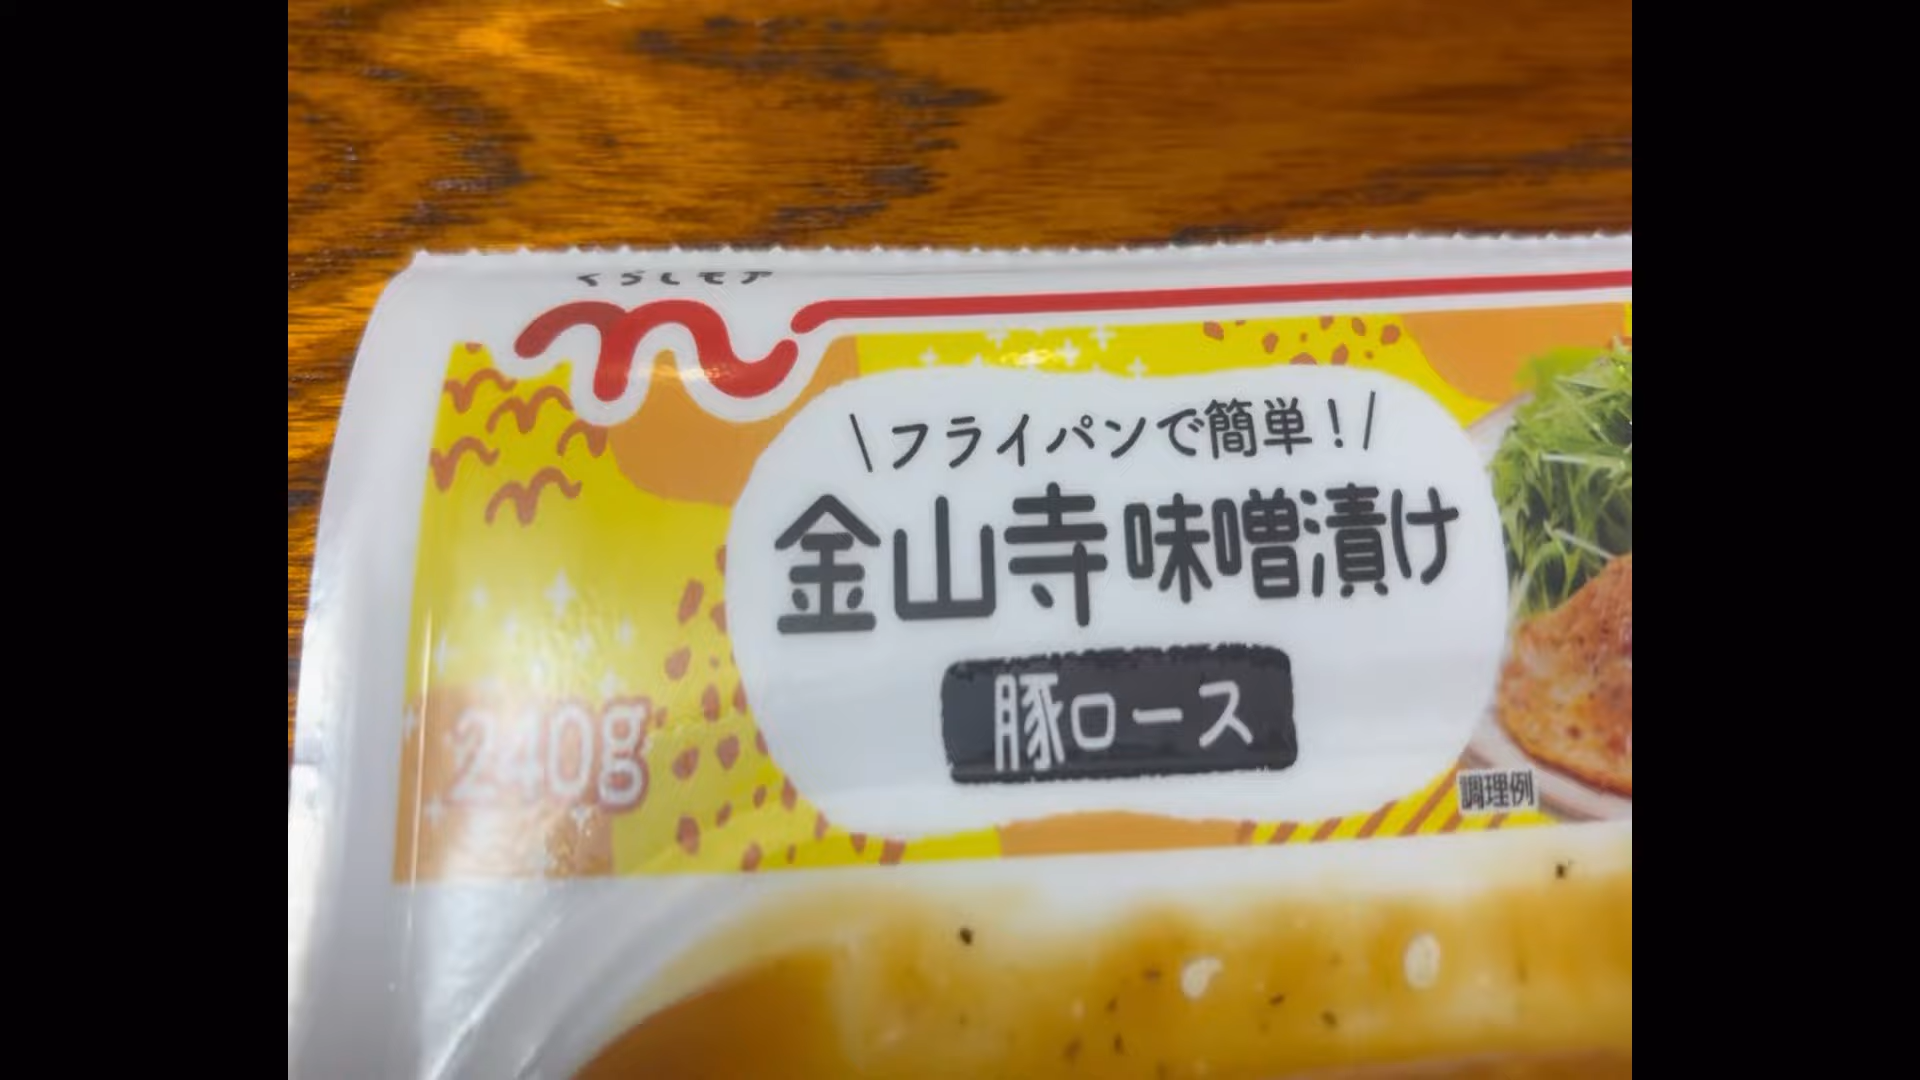 くらしモア
\フライパンで簡単!/
金山寺味噌漬け
豚ロース
240g
調理例